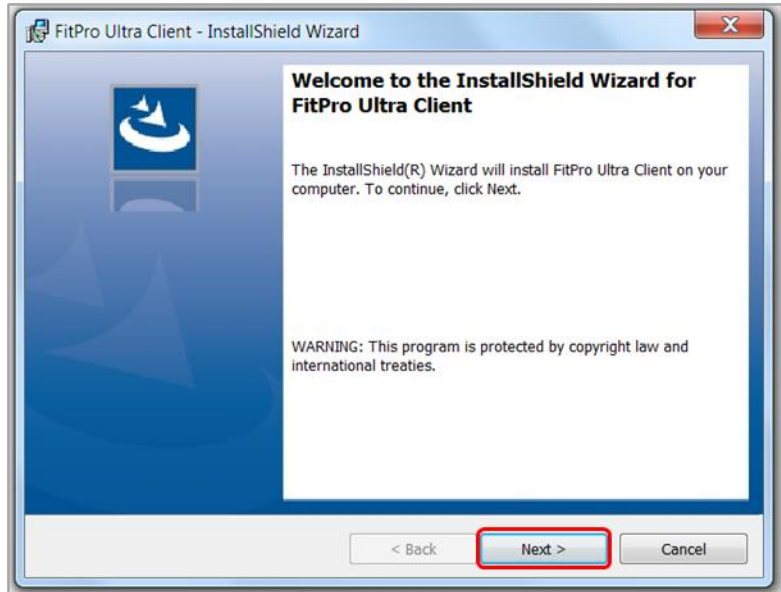 FitPro Ultra Client - InstallShield Wizard
Welcome to the InstallShield Wizard for
FitPro Ultra Client
The InstallShield(R) Wizard will install FitPro Ultra Client on your
computer. To continue, click Next.
WARNING: This program is protected by copyright law and
international treaties.
< Back Next > Cancel